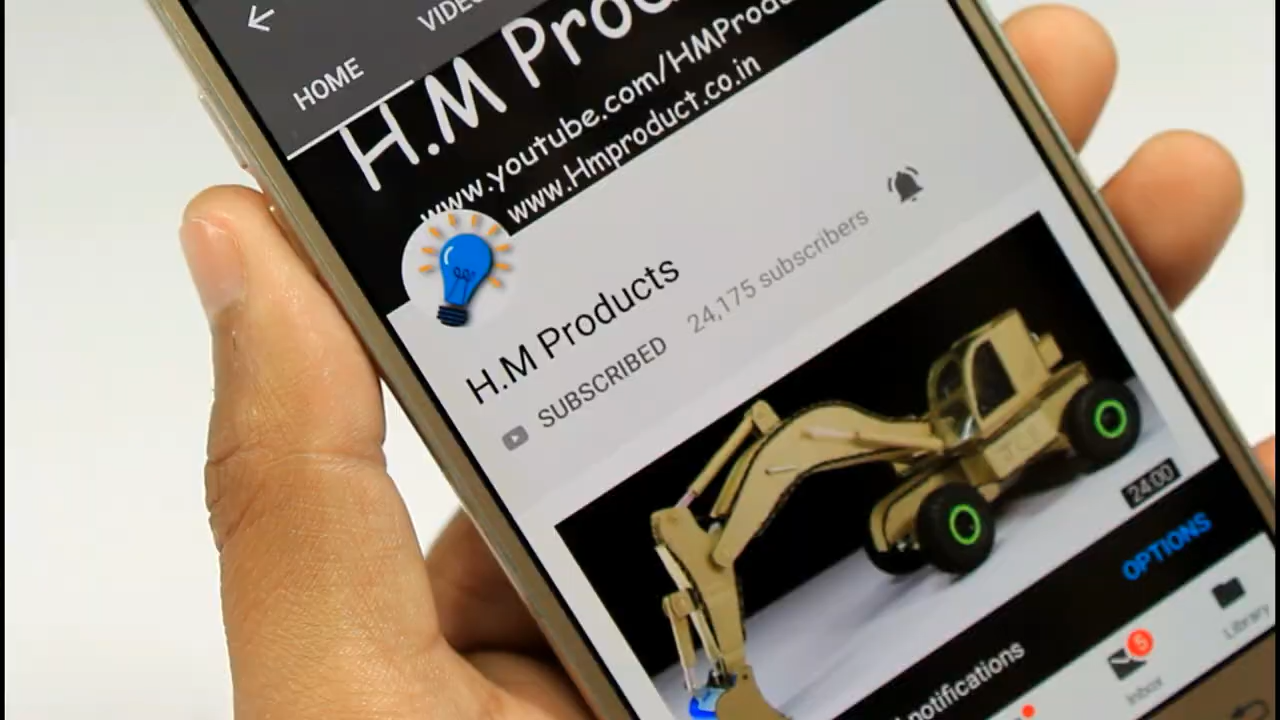 HOME
H.M
www.youtube.com/HMProdu
www.Hmproduct.co.in
H.M Products
SUBSCRIBED 24,175 subscribers
24:00
OPTIONS
notifications
5
Inbox
Library